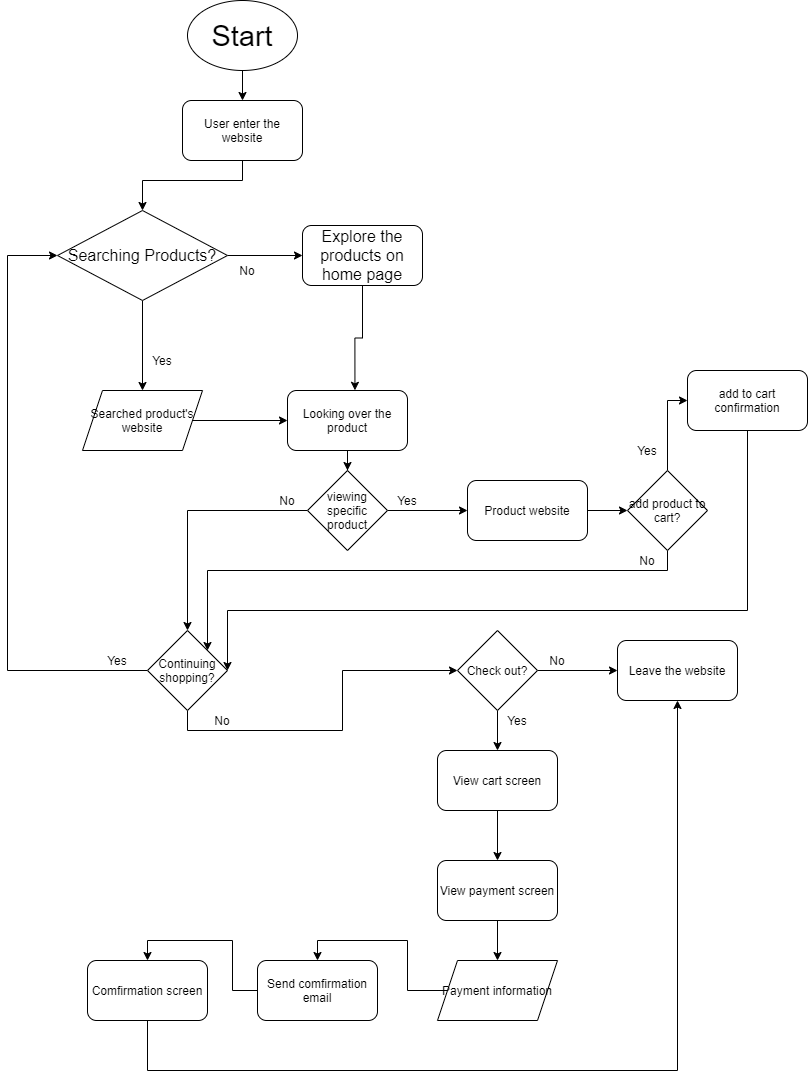 Start
User enter the
website
Searching Products?
No
Explore the
products on
home page
Yes
Searched product's
website
Looking over the
product
add to cart
confirmation
Yes
No
viewing
specific
product
Yes
Product website
add product to
cart?
No
Yes
Continuing
shopping?
No
Check out?
No
Leave the website
Yes
View cart screen
View payment screen
Comfirmation screen
Send comfirmation
email
Payment information